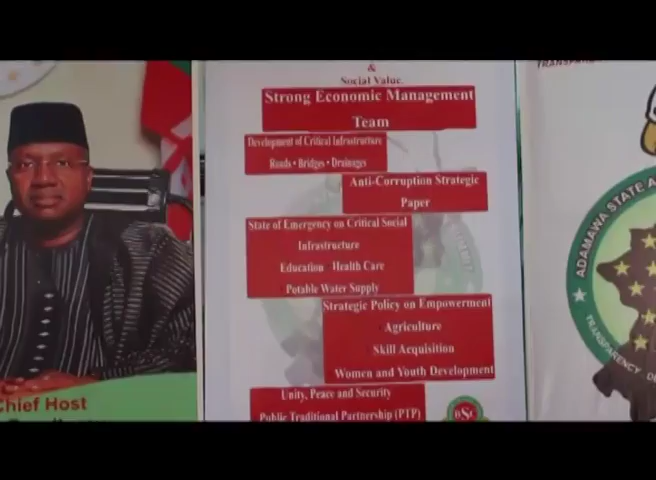 &
Social Value.
Strong Economic Management
Team
Development of Critical Infrastructure
Roads • Bridges • Drainages
Anti-Corruption Strategic
Paper
State of Emergency on Critical Social
Infrastructure
Education Health Care
Potable Water Supply
Strategic Policy on Empowerment
Agriculture
Skill Acquisition
Women and Youth Development
Unity, Peace and Security
Public Traditional Partnership (PTP)
Chief Host
ADAMAWA STATE A
TRANSPARENCY